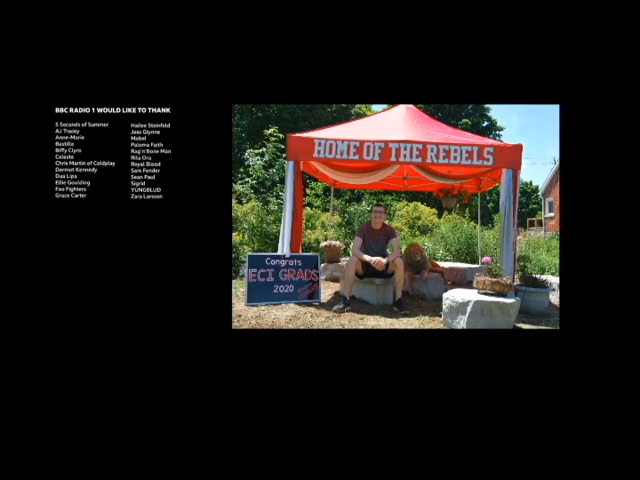 BBC RADIO 1 WOULD LIKE TO THANK
5 Seconds of Summer
AJ Tracey
Anne-Marie
Bastille
Biffy Clyro
Celeste
Chris Martin of Coldplay
Dermot Kennedy
Dua Lipa
Ellie Goulding
Foo Fighters
Grace Carter
Hailee Steinfeld
Jess Glynne
Mabel
Paloma Faith
Rag'n'Bone Man
Rita Ora
Royal Blood
Sam Fender
Sean Paul
Sigrid
YUNGBLUD
Zara Larsson
HOME OF THE REBELS
Congrats
ECI GRADS
2020